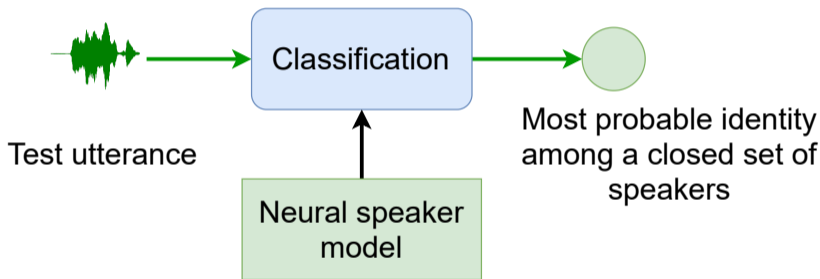 Classification
Test utterance
Most probable identity
among a closed set of
speakers
Neural speaker
model